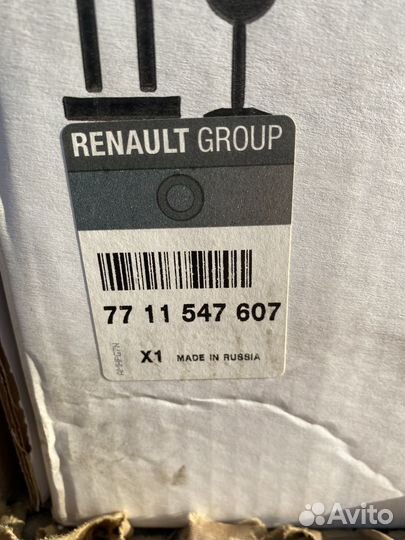 RENAULT GROUP
77 11 547 607
X1 MADE IN RUSSIA
Avito